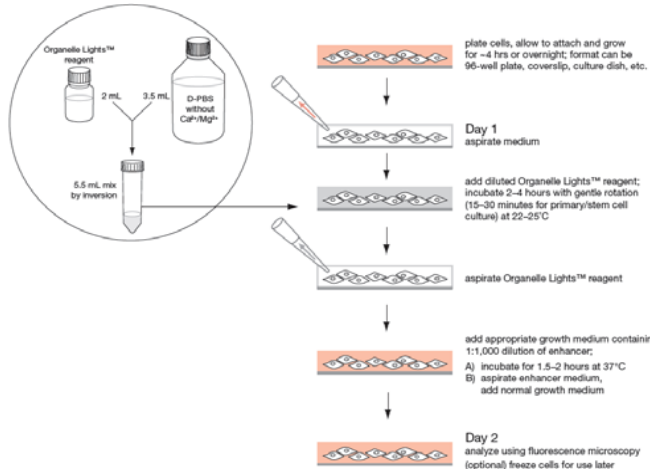 Organelle Lights™
reagent
2 mL
3.5 mL
D-PBS
without
Ca²⁺/Mg²⁺
5.5 mL mix
by inversion
plate cells, allow to attach and grow
for ~4 hrs or overnight; format can be
96-well plate, coverslip, culture dish, etc.
Day 1
aspirate medium
add diluted Organelle Lights™ reagent;
incubate 2–4 hours with gentle rotation
(15–30 minutes for primary/stem cell
culture) at 22–25°C
aspirate Organelle Lights™ reagent
add appropriate growth medium containin
1:1,000 dilution of enhancer;
A) incubate for 1.5–2 hours at 37°C
B) aspirate enhancer medium,
add normal growth medium
Day 2
analyze using fluorescence microscopy
(optional) freeze cells for use later